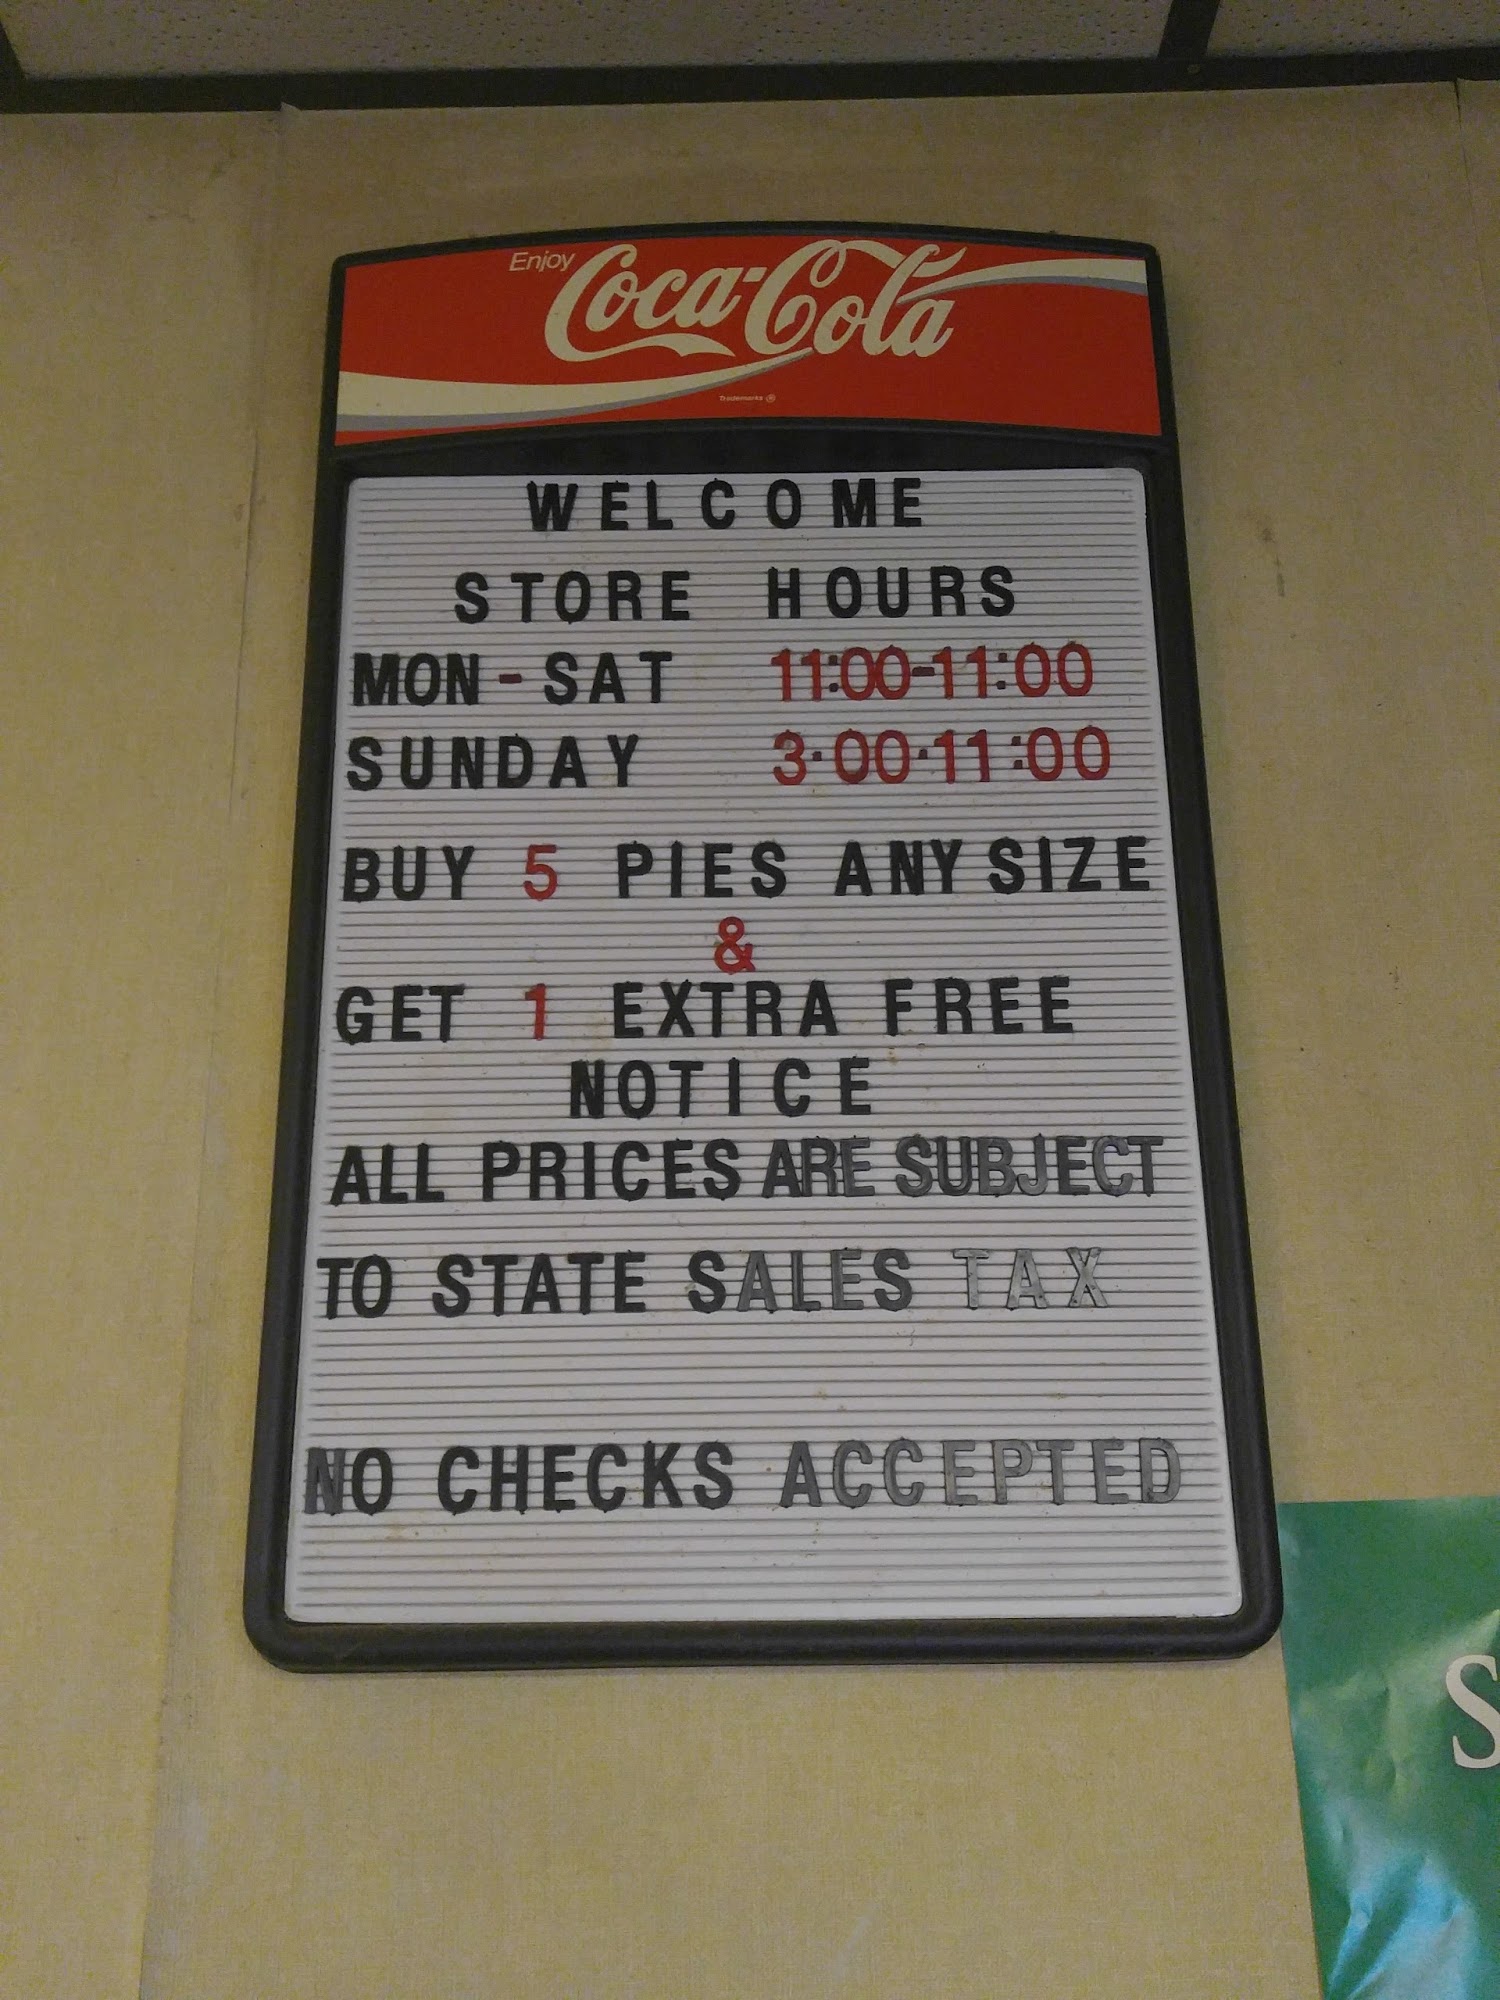 Enjoy
Coca-Cola
Trademarks ®
WELCOME
STORE HOURS
MON-SAT 11:00-11:00
SUNDAY 3·00·11:00
BUY 5 PIES ANY SIZE
&
GET 1 EXTRA FREE
NOTICE
ALL PRICES ARE SUBJECT
TO STATE SALES TAX
NO CHECKS ACCEPTED
S